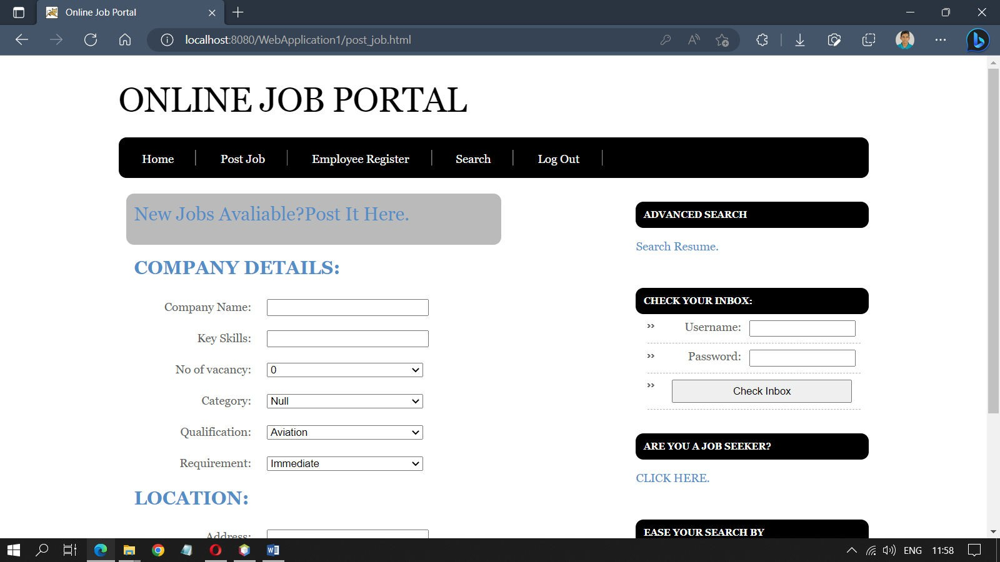 Online Job Portal
localhost:8080/WebApplication1/post_job.html
ONLINE JOB PORTAL
Home
Post Job
Employee Register
Search
Log Out
New Jobs Avaliable?Post It Here.
COMPANY DETAILS:
Company Name:
Key Skills:
No of vacancy: 0
Category: Null
Qualification: Aviation
Requirement: Immediate
LOCATION:
Address:
ADVANCED SEARCH
Search Resume.
CHECK YOUR INBOX:
>> Username:
>> Password:
>> Check Inbox
ARE YOU A JOB SEEKER?
CLICK HERE.
EASE YOUR SEARCH BY
ENG 11:58